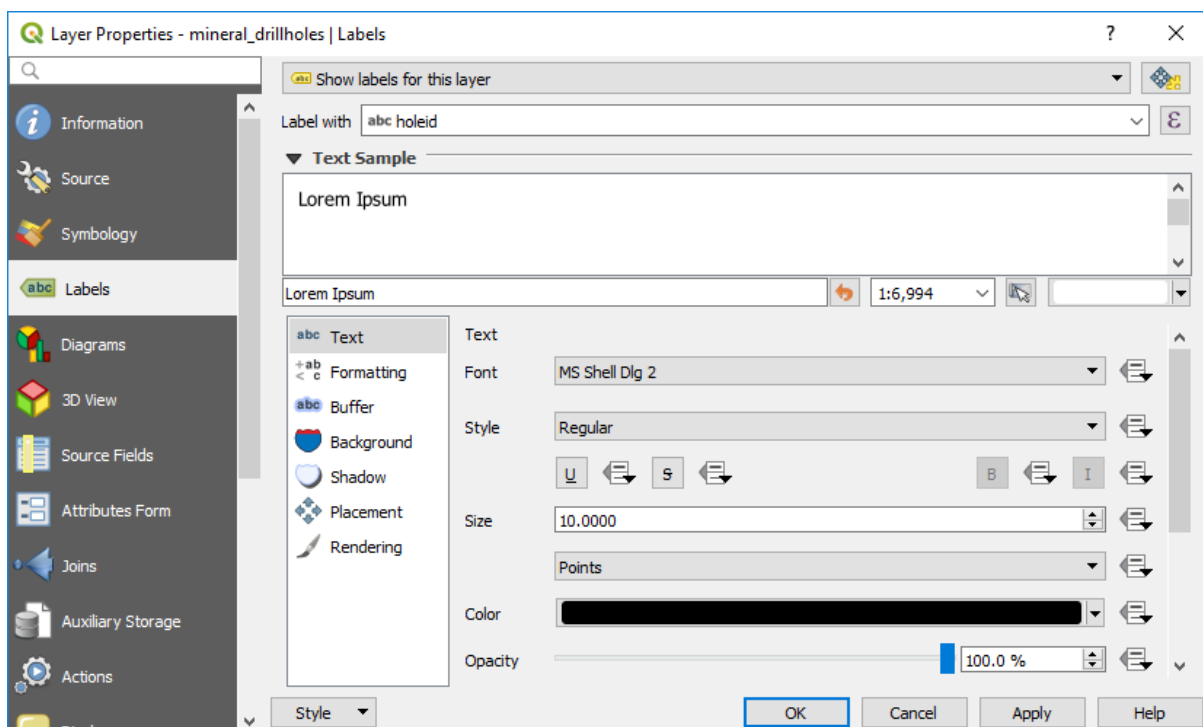 Layer Properties - mineral_drillholes | Labels ?
abc Show labels for this layer
Label with abc holeid ε
Text Sample
Lorem Ipsum
Lorem Ipsum 1:6,994
Information
Source
Symbology
abc Labels
Diagrams
3D View
Source Fields
Attributes Form
Joins
Auxiliary Storage
Actions
abc Text
+ab < c Formatting
abc Buffer
Background
Shadow
Placement
Rendering
Text
Font MS Shell Dlg 2
Style Regular
U S B I
Size 10.0000
Points
Color
Opacity 100.0 %
Style OK Cancel Apply Help